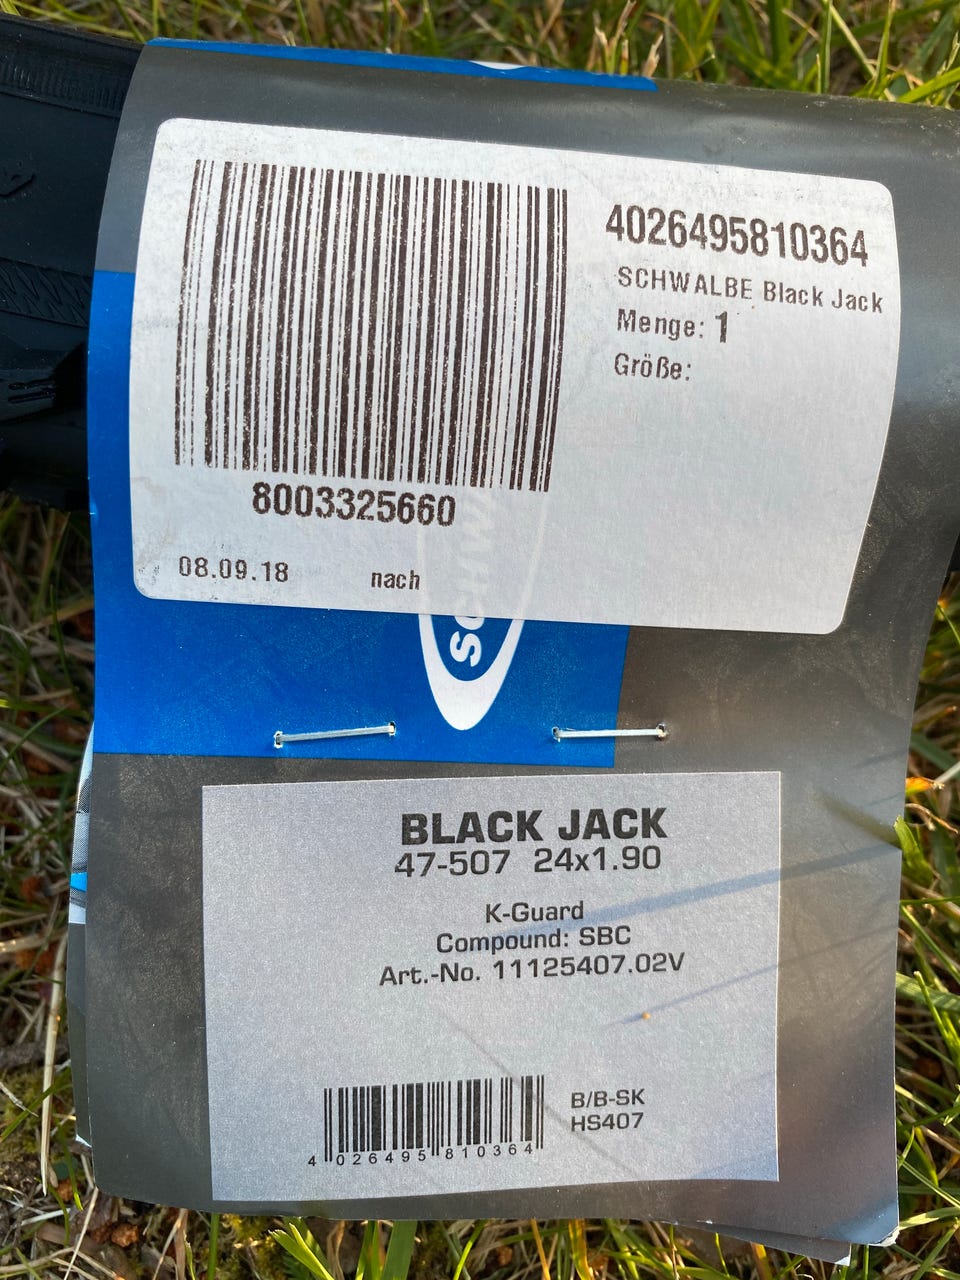 4026495810364
SCHWALBE Black Jack
Menge: 1
Größe:
8003325660
08.09.18 nach
SCHWA
BLACK JACK
47-507 24x1.90
K-Guard
Compound: SBC
Art.-No. 11125407.02V
B/B-SK
HS407
4 026495 810364